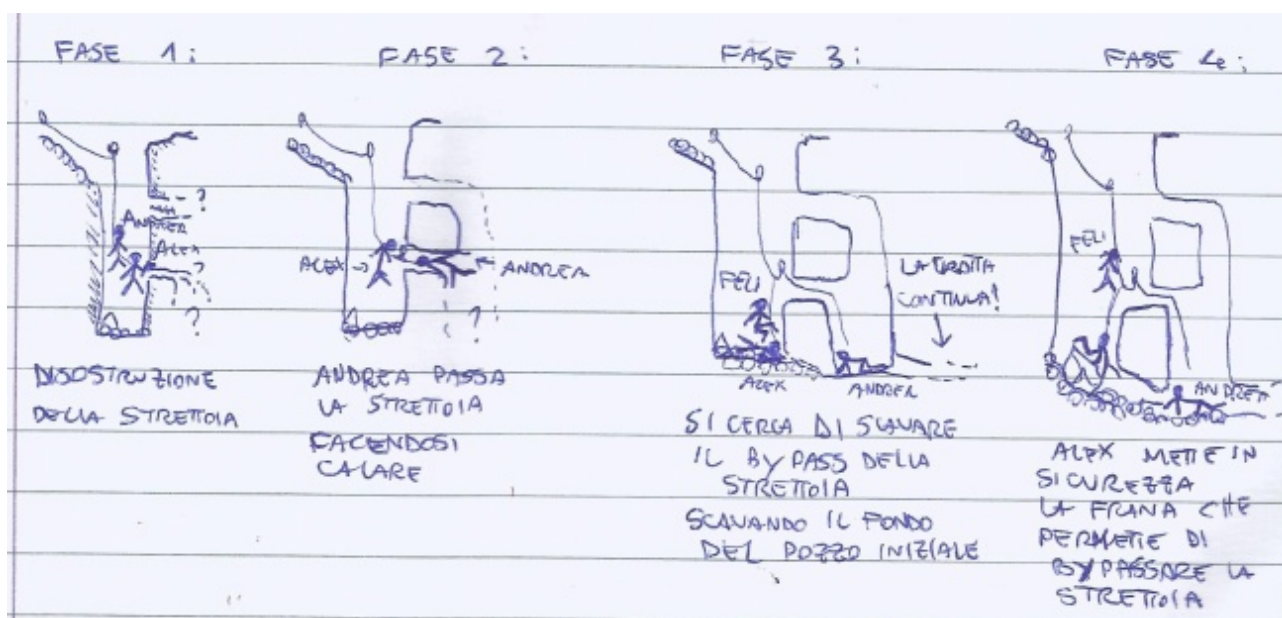 FASE 1:
FASE 2:
FASE 3:
FASE 4:
?
ANDREA
ALEX
?
?
DISOSTRUZIONE
DELLA STRETTOIA
ALEX
ANDREA
?
ANDREA PASSA
LA STRETTOIA
FACENDOSI
CALARE
FELI
LA GROTTA
CONTINUA!
ALEX
ANDREA
SI CERCA DI SCAVARE
IL BY PASS DELLA
STRETTOIA
SCAVANDO IL FONDO
DEL POZZO INIZIALE
FELI
ANDREA
ALEX METTE IN
SICUREZZA
LA FRANA CHE
PERMETTE DI
BYPASSARE LA
STRETTOIA